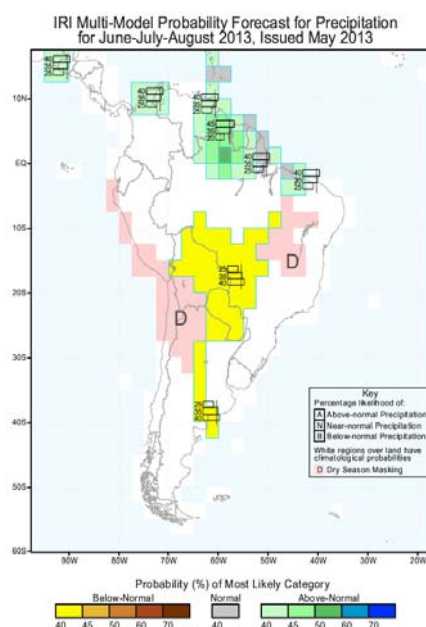 IRI Multi-Model Probability Forecast for Precipitation
for June-July-August 2013, Issued May 2013
10N
EQ
10S
D
20S
D
30S
Key
Percentage likelihood of:
A Above-normal Precipitation
N Near-normal Precipitation
B Below-normal Precipitation
White regions over land have
climatological probabilities
D Dry Season Masking
40S
50S
60S
90W 80W 70W 60W 50W 40W 30W
Probability (%) of Most Likely Category
Below-Normal Normal Above-Normal
40 45 50 60 70 40 40 45 50 60 70